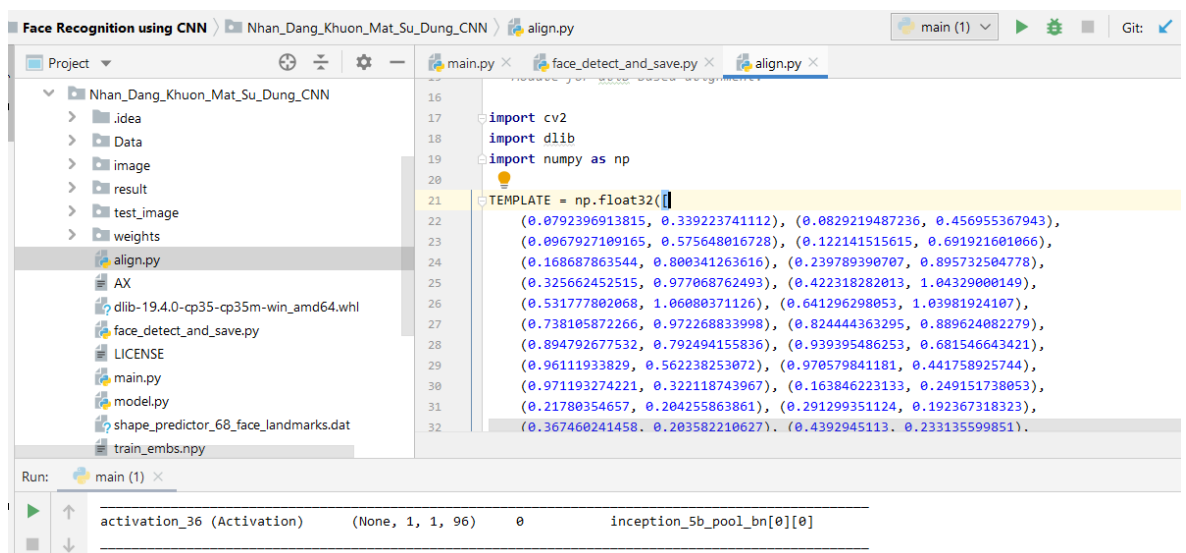 Face Recognition using CNN Nhan_Dang_Khuon_Mat_Su_Dung_CNN align.py main (1) Git:
Project main.py face_detect_and_save.py align.py
Nhan_Dang_Khuon_Mat_Su_Dung_CNN
.idea
Data
image
result
test_image
weights
align.py
AX
dlib-19.4.0-cp35-cp35m-win_amd64.whl
face_detect_and_save.py
LICENSE
main.py
model.py
shape_predictor_68_face_landmarks.dat
train_embs.npy
16
17 import cv2
18 import dlib
19 import numpy as np
20
21 TEMPLATE = np.float32([
22 (0.0792396913815, 0.339223741112), (0.0829219487236, 0.456955367943),
23 (0.0967927109165, 0.575648016728), (0.122141515615, 0.691921601066),
24 (0.168687863544, 0.800341263616), (0.239789390707, 0.895732504778),
25 (0.325662452515, 0.977068762493), (0.422318282013, 1.04329000149),
26 (0.531777802068, 1.06080371126), (0.641296298053, 1.03981924107),
27 (0.738105872266, 0.972268833998), (0.824444363295, 0.889624082279),
28 (0.894792677532, 0.792494155836), (0.939395486253, 0.681546643421),
29 (0.96111933829, 0.562238253072), (0.970579841181, 0.441758925744),
30 (0.971193274221, 0.322118743967), (0.163846223133, 0.249151738053),
31 (0.21780354657, 0.204255863861), (0.291299351124, 0.192367318323),
32 (0.367460241458, 0.203582210627), (0.4392945113, 0.233135599851),
Run: main (1)
activation_36 (Activation) (None, 1, 1, 96) 0 inception_5b_pool_bn[0][0]